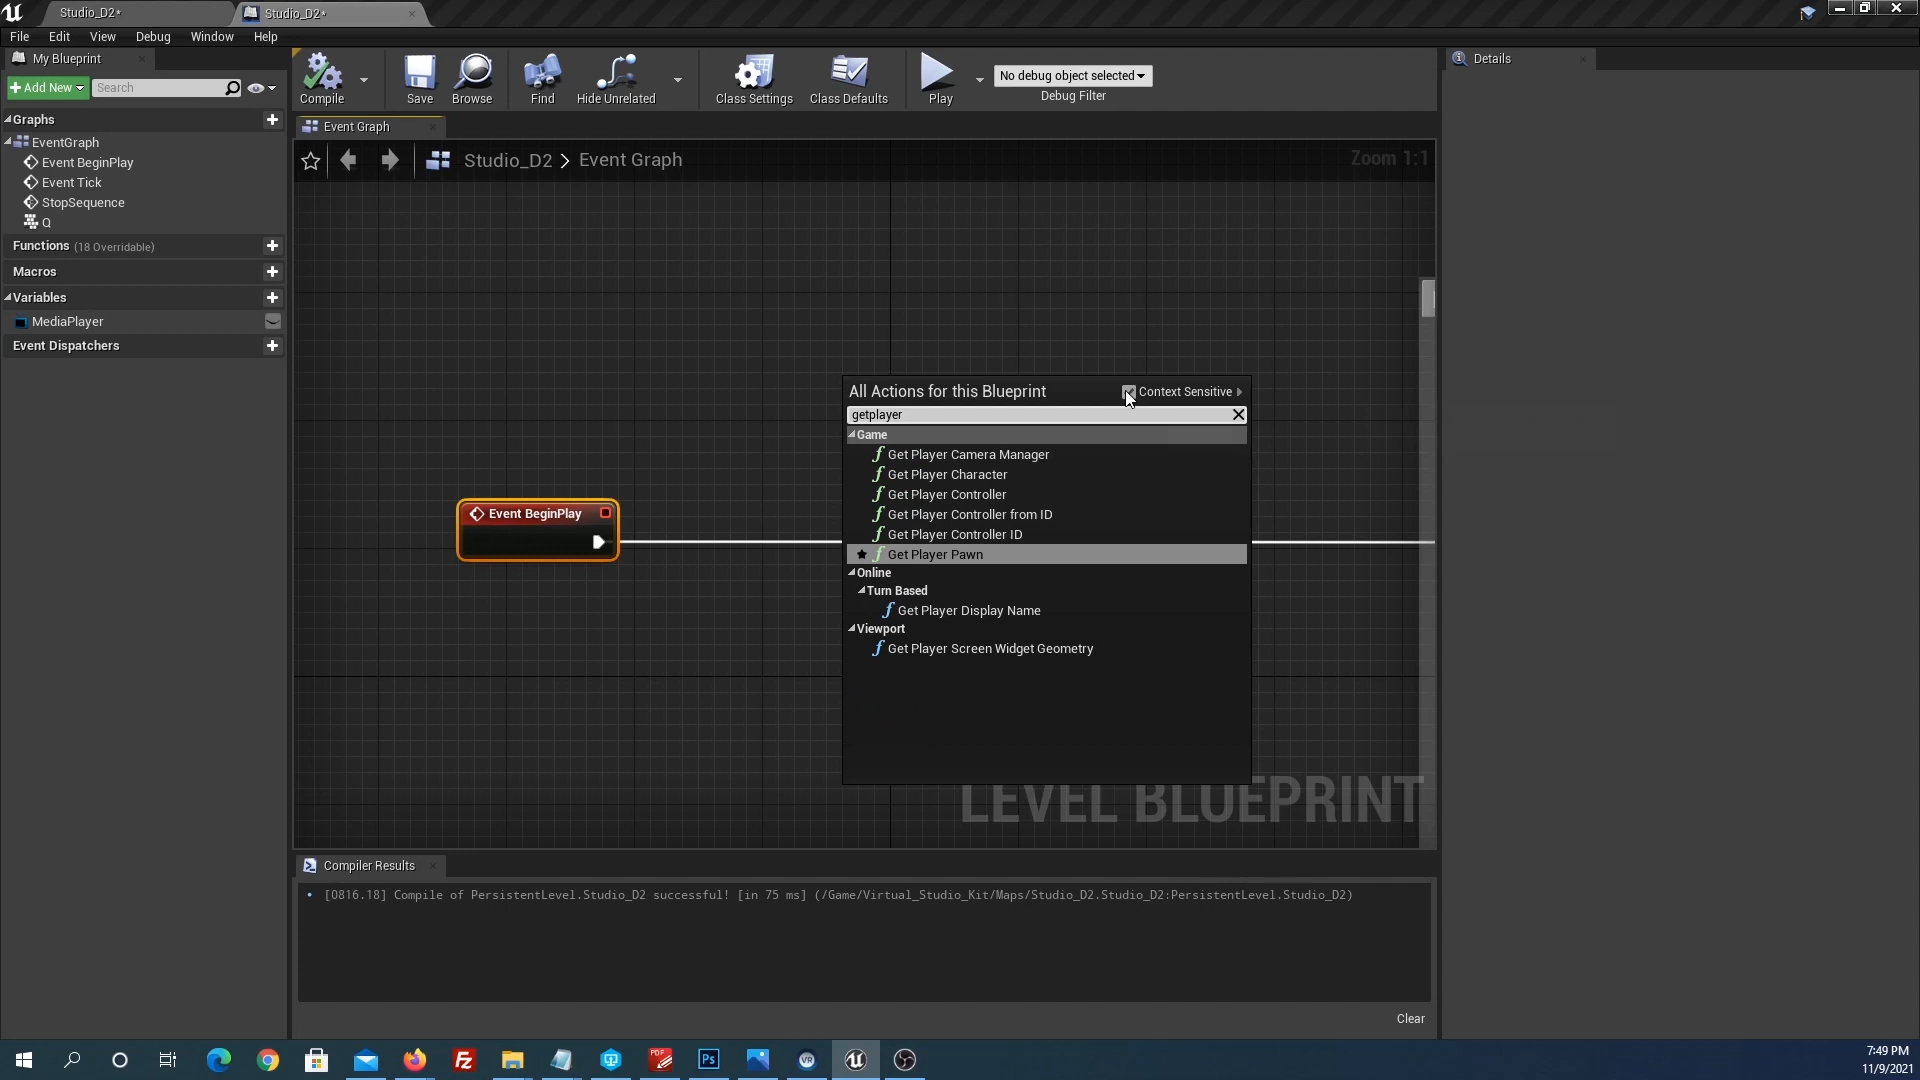 Studio_D2*
Studio_D2*
File Edit View Debug Window Help
My Blueprint
Add New
Search
Graphs
EventGraph
Event BeginPlay
Event Tick
StopSequence
Q
Functions (18 Overridable)
Macros
Variables
MediaPlayer
Event Dispatchers
Compile
Save
Browse
Find
Hide Unrelated
Class Settings
Class Defaults
Play
No debug object selected
Debug Filter
Event Graph
Studio_D2 > Event Graph
Zoom 1:1
Event BeginPlay
All Actions for this Blueprint
Context Sensitive
getplayer
Game
Get Player Camera Manager
Get Player Character
Get Player Controller
Get Player Controller from ID
Get Player Controller ID
Get Player Pawn
Online
Turn Based
Get Player Display Name
Viewport
Get Player Screen Widget Geometry
LEVEL BLUEPRINT
Compiler Results
[0816.18] Compile of PersistentLevel.Studio_D2 successful! [in 75 ms] (/Game/Virtual_Studio_Kit/Maps/Studio_D2.Studio_D2:PersistentLevel.Studio_D2)
Clear
Details
Fz
PDF
Ps
VR
7:49 PM
11/9/2021